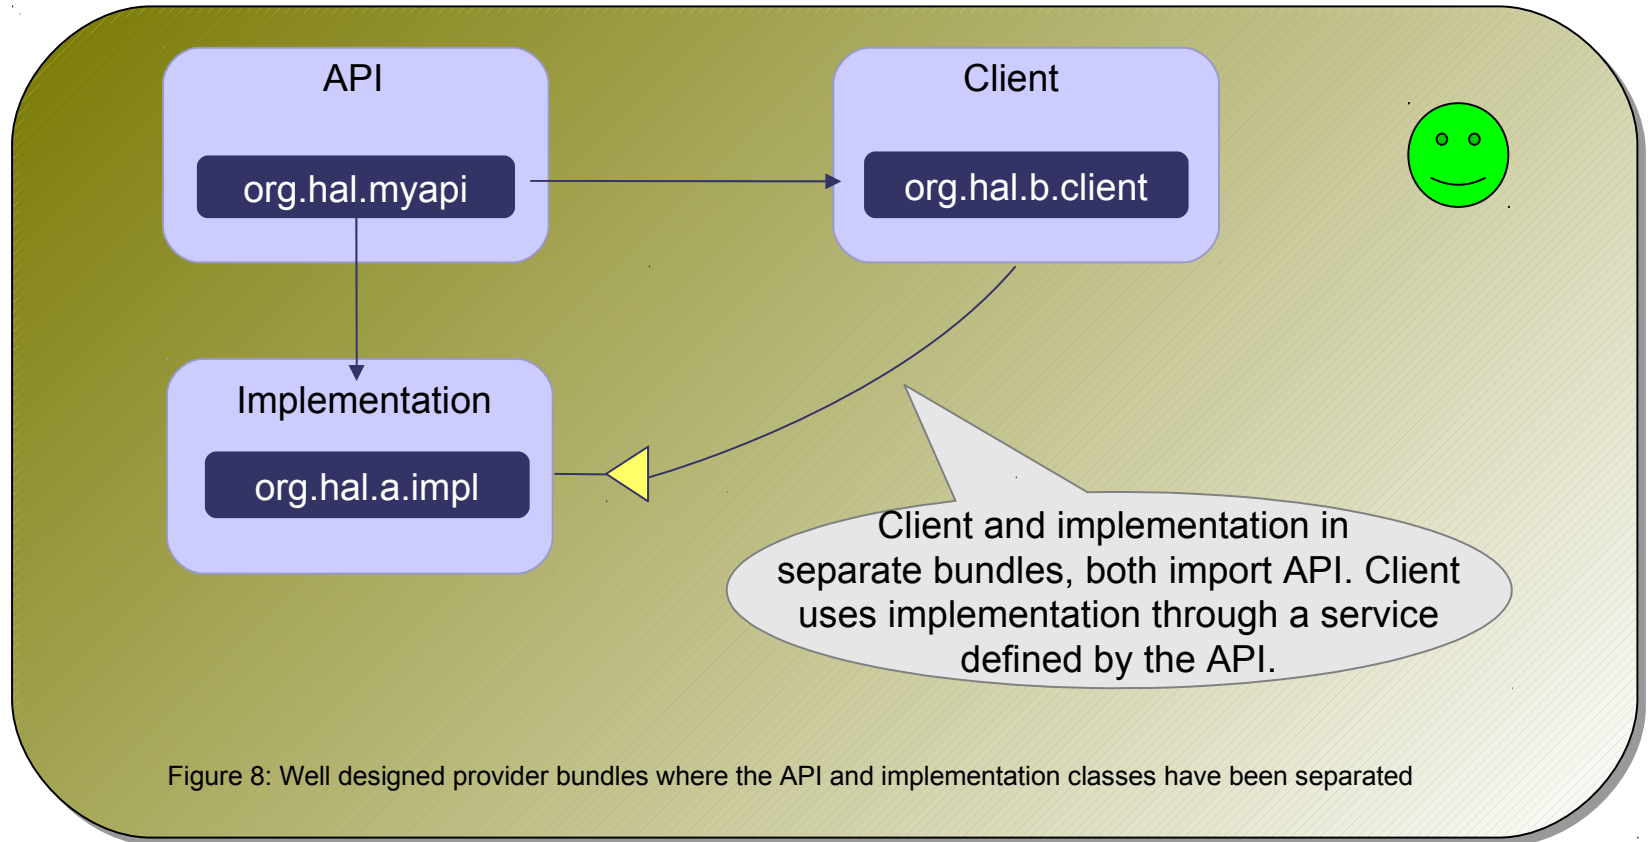 API
Client
org.hal.myapi
org.hal.b.client
Implementation
org.hal.a.impl
Client and implementation in
separate bundles, both import API. Client
uses implementation through a service
defined by the API.
Figure 8: Well designed provider bundles where the API and implementation classes have been separated